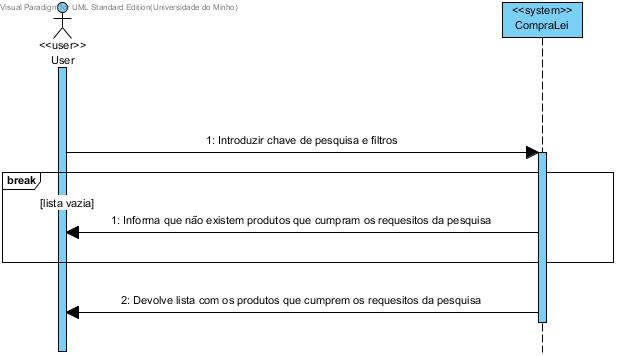 Visual Paradigm for UML Standard Edition(Universidade do Minho)
<<user>>
User
<<system>>
CompraLei
1: Introduzir chave de pesquisa e filtros
break
[lista vazia]
1: Informa que não existem produtos que cumpram os requesitos da pesquisa
2: Devolve lista com os produtos que cumprem os requesitos da pesquisa